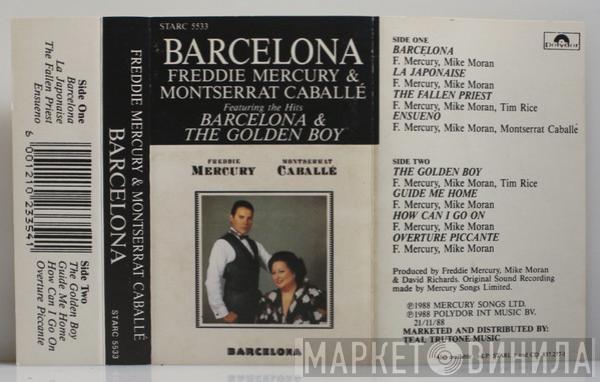 Side One
Barcelona
La Japonaise
The Fallen Priest
Ensueno
6 001210 233541
Side Two
The Golden Boy
Guide Me Home
How Can I Go On
Overture Piccante
FREDDIE MERCURY & MONTSERRAT CABALLÉ
BARCELONA
STARC 5533
STARC 5533
BARCELONA
FREDDIE MERCURY &
MONTSERRAT CABALLÉ
Featuring the Hits
BARCELONA &
THE GOLDEN BOY
FREDDIE
MERCURY
MONTSERRAT
CABALLÉ
BARCELONA
polydor
SIDE ONE
BARCELONA
F. Mercury, Mike Moran
LA JAPONAISE
F. Mercury, Mike Moran
THE FALLEN PRIEST
F. Mercury, Mike Moran, Tim Rice
ENSUENO
F. Mercury, Mike Moran, Montserrat Caballé
SIDE TWO
THE GOLDEN BOY
F. Mercury, Mike Moran, Tim Rice
GUIDE ME HOME
F. Mercury, Mike Moran
HOW CAN I GO ON
F. Mercury, Mike Moran
OVERTURE PICCANTE
F. Mercury, Mike Moran
Produced by Freddie Mercury, Mike Moran
& David Richards. Original Sound Recording
made by Mercury Songs Limited.
℗1988 MERCURY SONGS LTD.
©1988 POLYDOR INT MUSIC BV.
21/11/88
MARKETED AND DISTRIBUTED BY:
TEAL TRUTONE MUSIC
МАРКЕТ ВИНИЛА